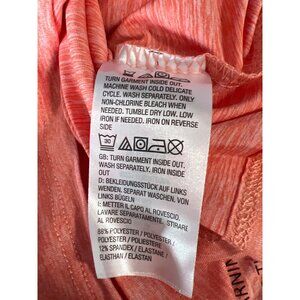 TURN GARMENT INSIDE OUT.
MACHINE WASH COLD DELICATE
CYCLE. WASH SEPARATELY. ONLY
NON-CHLORINE BLEACH WHEN
NEEDED. TUMBLE DRY LOW. LOW
IRON IF NEEDED. IRON ON REVERSE
SIDE
30
GB: TURN GARMENT INSIDE OUT.
WASH SEPARATELY. IRON INSIDE
OUT
D: BEKLEIDUNGSSTÜCK AUF LINKS
WENDEN. SEPARAT WASCHEN. VON
LINKS BÜGELN
I: METTERE IL CAPO AL ROVESCIO.
LAVARE SEPARATAMENTE. STIRARE
AL ROVESCIO
88% POLYESTER / POLYESTER /
POLYESTER / POLIESTERE
12% SPANDEX / ELASTANE /
ELASTHAN / ELASTAN